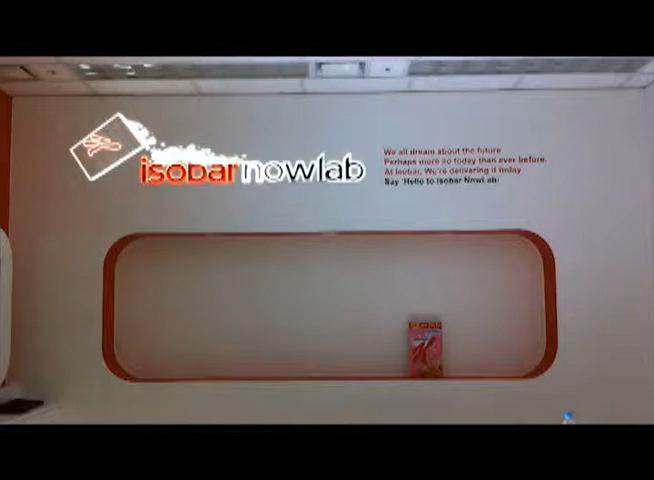 isobar nowlab
We all dream about the future
Perhaps more so today than ever before.
At Isobar, We're delivering it today
Say 'Hello to Isobar NowLab'